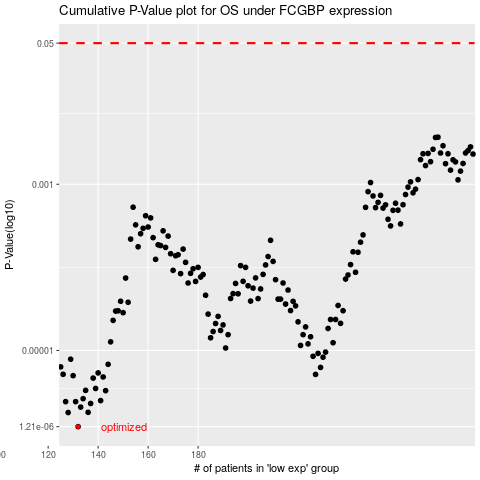 Cumulative P-Value plot for OS under FCGBP expression
P-Value(log10)
0.05
0.001
0.00001
1.21e-06
optimized
00 120 140 160 180
# of patients in 'low exp' group